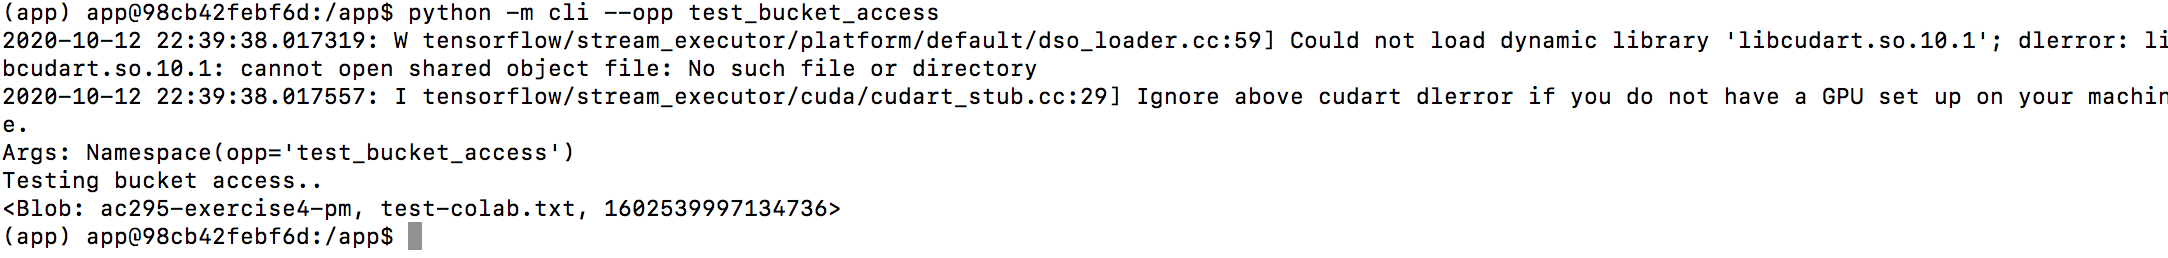 (app) app@98cb42febf6d:/app$ python -m cli --opp test_bucket_access
2020-10-12 22:39:38.017319: W tensorflow/stream_executor/platform/default/dso_loader.cc:59] Could not load dynamic library 'libcudart.so.10.1'; dlerror: li
bcudart.so.10.1: cannot open shared object file: No such file or directory
2020-10-12 22:39:38.017557: I tensorflow/stream_executor/cuda/cudart_stub.cc:29] Ignore above cudart dlerror if you do not have a GPU set up on your machin
e.
Args: Namespace(opp='test_bucket_access')
Testing bucket access..
<Blob: ac295-exercise4-pm, test-colab.txt, 1602539997134736>
(app) app@98cb42febf6d:/app$